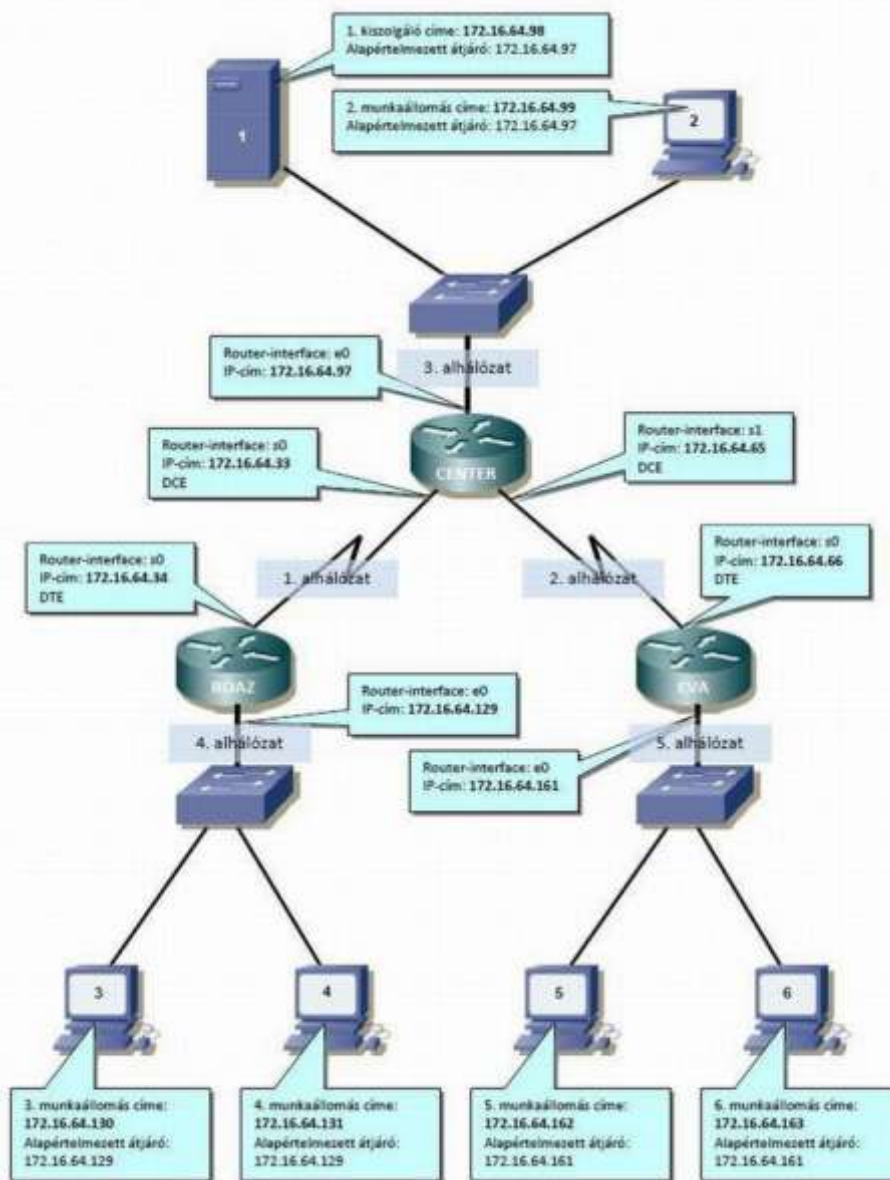 1. kiszolgáló címe: 172.16.64.98
Alapértelmezett átjáró: 172.16.64.97
2. munkaállomás címe: 172.16.64.99
Alapértelmezett átjáró: 172.16.64.97
1
2
Router-interface: e0
IP-cím: 172.16.64.97
3. alhálózat
Router-interface: s0
IP-cím: 172.16.64.33
DCE
CENTER
Router-interface: s1
IP-cím: 172.16.64.65
DCE
Router-interface: s0
IP-cím: 172.16.64.34
DTE
1. alhálózat
2. alhálózat
Router-interface: s0
IP-cím: 172.16.64.66
DTE
BOAZ
EVA
Router-interface: e0
IP-cím: 172.16.64.129
4. alhálózat
5. alhálózat
Router-interface: e0
IP-cím: 172.16.64.161
3
4
5
6
3. munkaállomás címe:
172.16.64.130
Alapértelmezett átjáró:
172.16.64.129
4. munkaállomás címe:
172.16.64.131
Alapértelmezett átjáró:
172.16.64.129
5. munkaállomás címe:
172.16.64.162
Alapértelmezett átjáró:
172.16.64.161
6. munkaállomás címe:
172.16.64.163
Alapértelmezett átjáró:
172.16.64.161